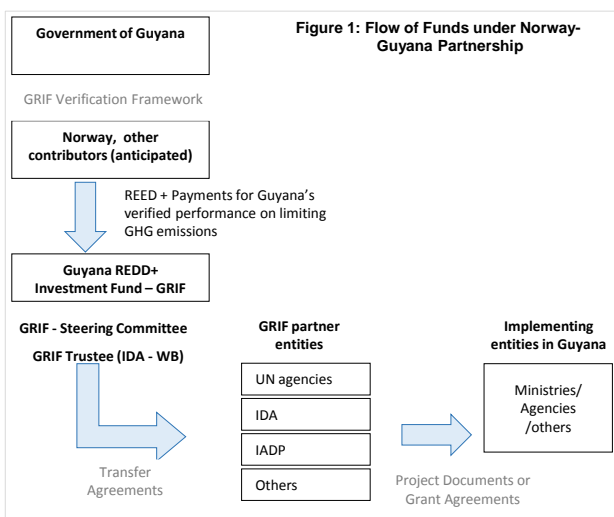 Government of Guyana
Figure 1: Flow of Funds under Norway-
Guyana Partnership
GRIF Verification Framework
Norway, other
contributors (anticipated)
REED + Payments for Guyana's
verified performance on limiting
GHG emissions
Guyana REDD+
Investment Fund – GRIF
GRIF - Steering Committee
GRIF Trustee (IDA - WB)
GRIF partner
entities
Implementing
entities in Guyana
UN agencies
IDA
IADP
Others
Ministries/
Agencies
/others
Transfer
Agreements
Project Documents or
Grant Agreements